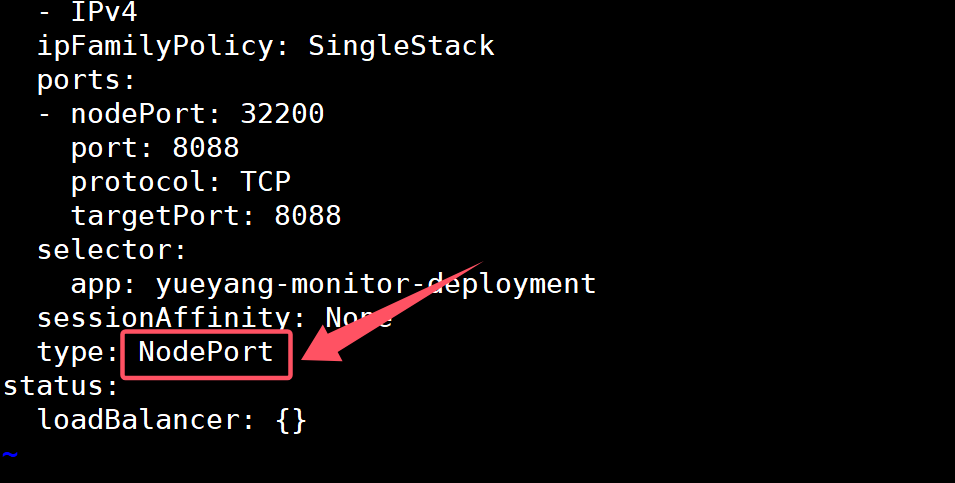 - IPv4
ipFamilyPolicy: SingleStack
ports:
- nodePort: 32200
port: 8088
protocol: TCP
targetPort: 8088
selector:
app: yueyang-monitor-deployment
sessionAffinity: None
type: NodePort
status:
loadBalancer: {}
~